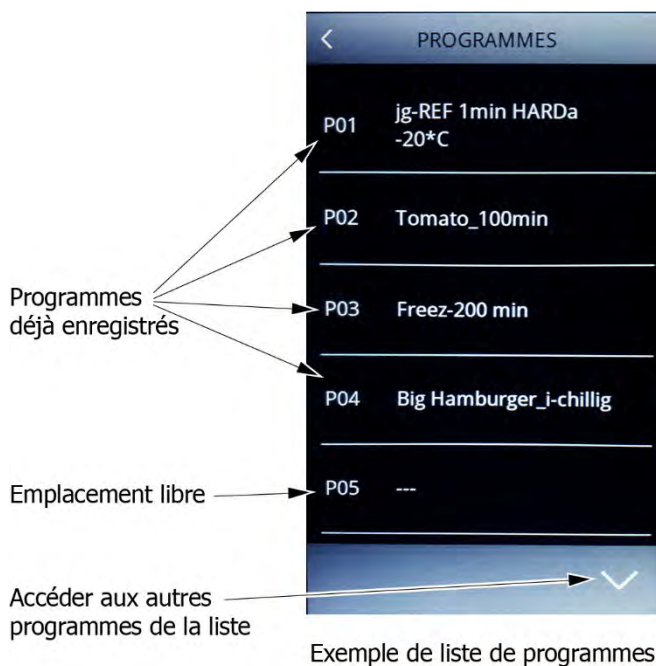 PROGRAMMES
P01
jg-REF 1min HARDa
-20*C
P02 Tomato_100min
Programmes
déjà enregistrés
P03 Freez-200 min
P04 Big Hamburger_i-chillig
Emplacement libre
P05 ---
Accéder aux autres
programmes de la liste
Exemple de liste de programmes